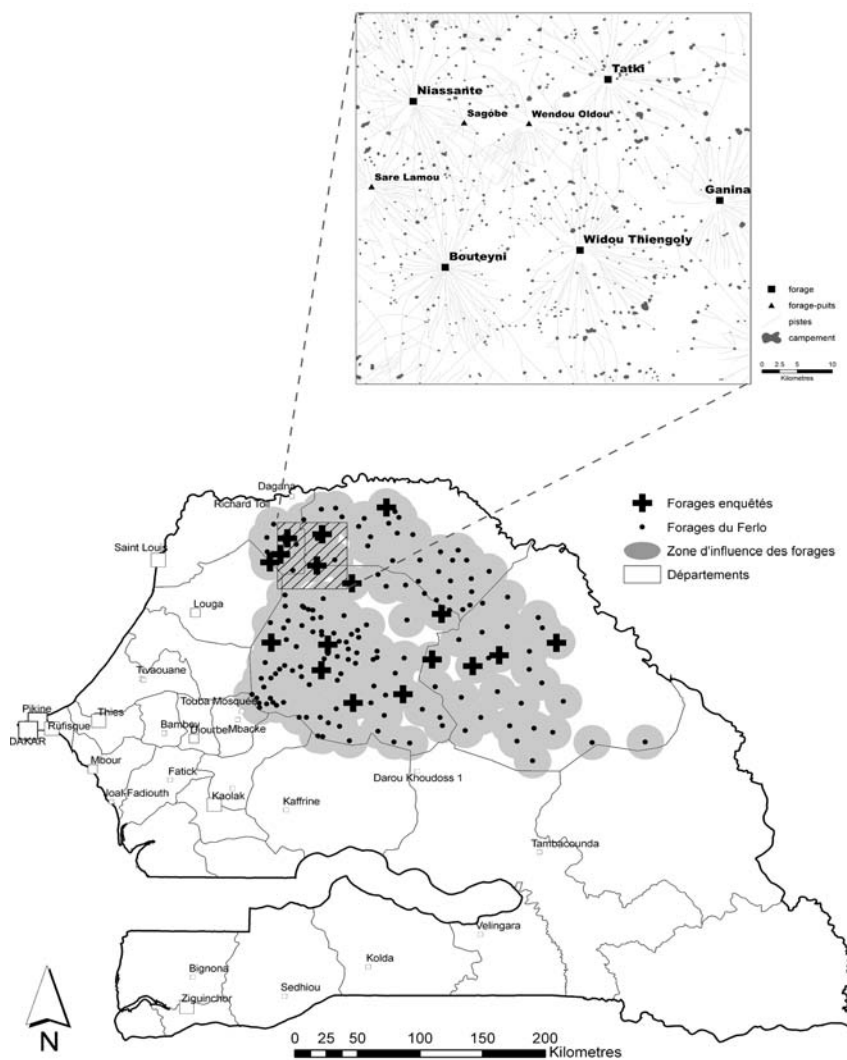 Tatki
Niassante
Sagobe
Wendou Oldou
Sare Lamou
Ganina
Widou Thiengoly
Bouteyni
forage
forage-puits
pistes
campement
0 2.5 5 10
Kilometres
Dagana
Richard Toll
Saint Louis
Louga
Tivaouane
Touba Mosquée
Pikine
Thies
Rufisque
DAKAR
Bambey
Diourbel
Mbacke
Mbour
Fatick
Darou Khoudoss 1
Joal-Fadiouth
Kaolak
Kaffrine
Tambacounda
Velingara
Kolda
Bignona
Sedhiou
Ziguinchor
Forages enquêtés
Forages du Ferlo
Zone d'influence des forages
Départements
N
0 25 50 100 150 200
Kilometres